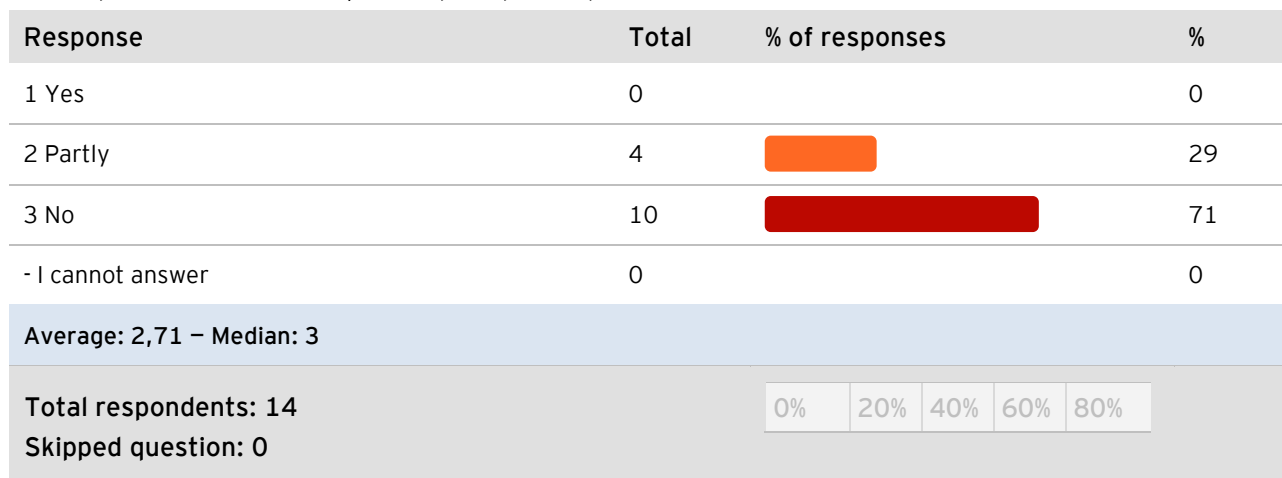 Response Total % of responses %
1 Yes 0 0
2 Partly 4 29
3 No 10 71
- I cannot answer 0 0
Average: 2,71 – Median: 3
Total respondents: 14
0% 20% 40% 60% 80%
Skipped question: 0